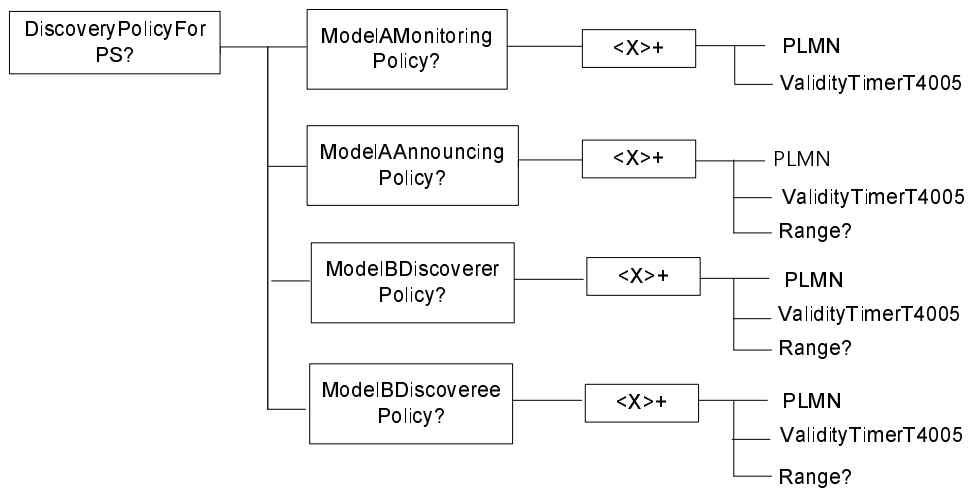 DiscoveryPolicyFor
PS?
ModelAMonitoring
Policy?
<X>+
PLMN
ValidityTimerT4005
ModelAAnnouncing
Policy?
<X>+
PLMN
ValidityTimerT4005
Range?
ModelBDiscoverer
Policy?
<X>+
PLMN
ValidityTimerT4005
Range?
ModelBDiscoveree
Policy?
<X>+
PLMN
ValidityTimerT4005
Range?